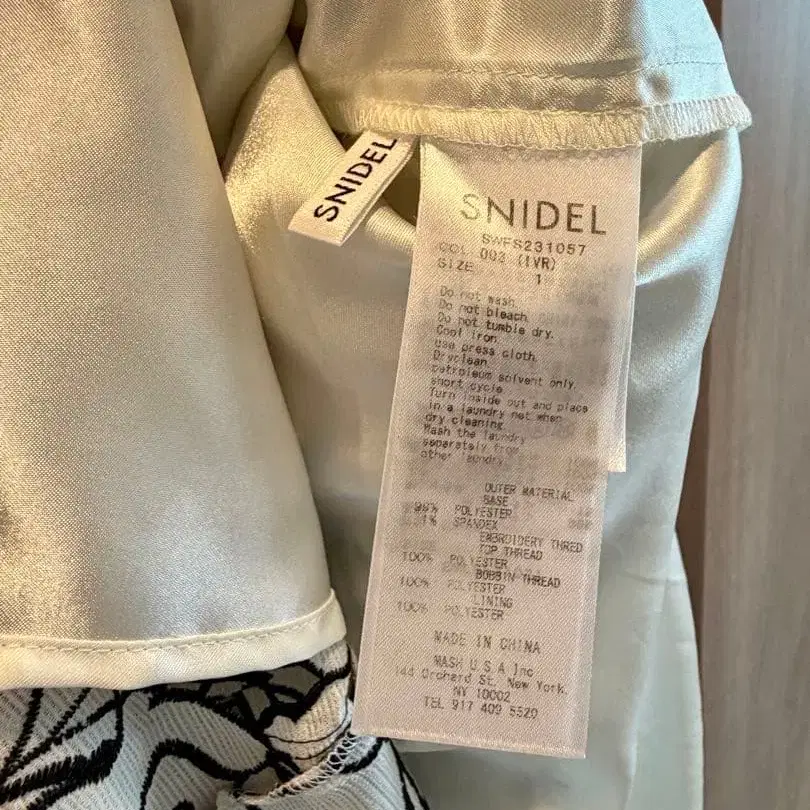 SNIDEL
SNIDEL
SWFS231057
COL 003 (IVR)
SIZE 1
Do not wash.
Do not bleach.
Do not tumble dry.
Cool iron
Use press cloth.
Dryclean
petroleum solvent only,
short cycle
Turn inside out and place
in a laundry net when
dry cleaning
Wash the laundry
separately from
other laundry.
OUTER MATERIAL
BASE
99% POLYESTER
1% SPANDEX
EMBROIDERY THRED
TOP THREAD
100% POLYESTER
BOBBIN THREAD
100% POLYESTER
LINING
100% POLYESTER
MADE IN CHINA
MASH U.S.A Inc
144 Orchard St, New York,
NY 10002
TEL 917 409 5520